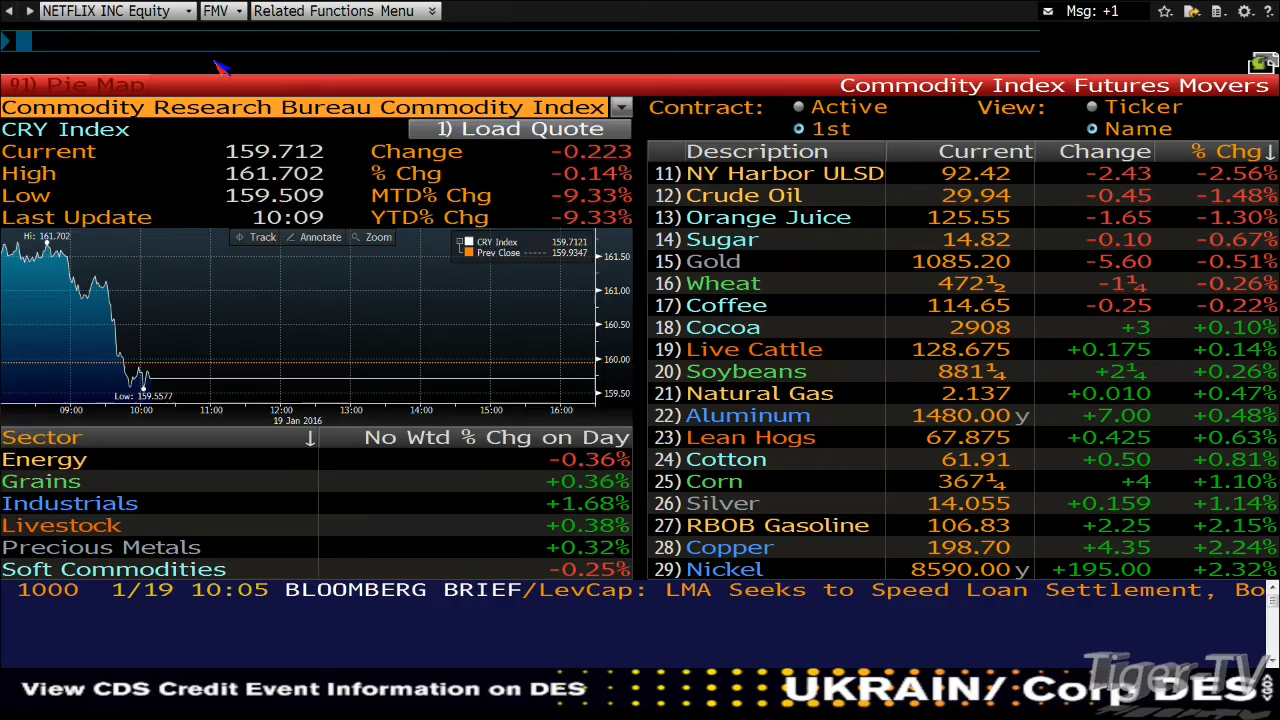 NETFLIX INC Equity FMV Related Functions Menu Msg: +1
91) Pie Map Commodity Index Futures Movers
Commodity Research Bureau Commodity Index Contract: Active View: Ticker
CRY Index 1) Load Quote 1st Name
Current 159.712 Change -0.223 Description Current Change % Chg↓
High 161.702 % Chg -0.14% 11) NY Harbor ULSD 92.42 -2.43 -2.56%
Low 159.509 MTD% Chg -9.33% 12) Crude Oil 29.94 -0.45 -1.48%
Last Update 10:09 YTD% Chg -9.33% 13) Orange Juice 125.55 -1.65 -1.30%
Hi: 161.702 Track Annotate Zoom CRY Index 159.7121 14) Sugar 14.82 -0.10 -0.67%
Prev Close 159.9347
161.50 15) Gold 1085.20 -5.60 -0.51%
16) Wheat 472½ -1¼ -0.26%
161.00 17) Coffee 114.65 -0.25 -0.22%
160.50 18) Cocoa 2908 +3 +0.10%
19) Live Cattle 128.675 +0.175 +0.14%
160.00 20) Soybeans 881¼ +2¼ +0.26%
Low: 159.5577 159.50 21) Natural Gas 2.137 +0.010 +0.47%
09:00 10:00 11:00 12:00 13:00 14:00 15:00 16:00 22) Aluminum 1480.00 y +7.00 +0.48%
19 Jan 2016
Sector ↓ No Wtd % Chg on Day 23) Lean Hogs 67.875 +0.425 +0.63%
Energy -0.36% 24) Cotton 61.91 +0.50 +0.81%
Grains +0.36% 25) Corn 367¼ +4 +1.10%
Industrials +1.68% 26) Silver 14.055 +0.159 +1.14%
Livestock +0.38% 27) RBOB Gasoline 106.83 +2.25 +2.15%
Precious Metals +0.32% 28) Copper 198.70 +4.35 +2.24%
Soft Commodities -0.25% 29) Nickel 8590.00 y +195.00 +2.32%
1000 1/19 10:05 BLOOMBERG BRIEF/LevCap: LMA Seeks to Speed Loan Settlement, Bo
Tiger-TV
View CDS Credit Event Information on DES UKRAIN/ Corp DES